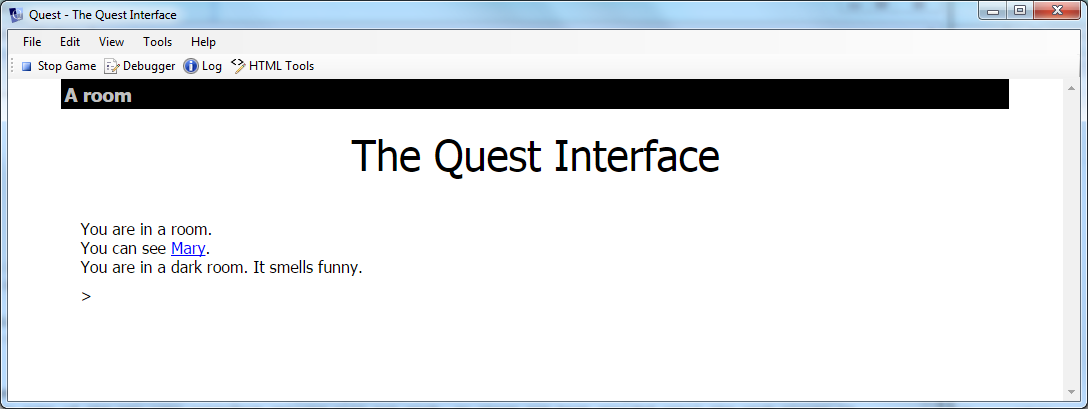 Quest - The Quest Interface
File Edit View Tools Help
Stop Game Debugger Log HTML Tools
A room
The Quest Interface
You are in a room.
You can see Mary.
You are in a dark room. It smells funny.
>